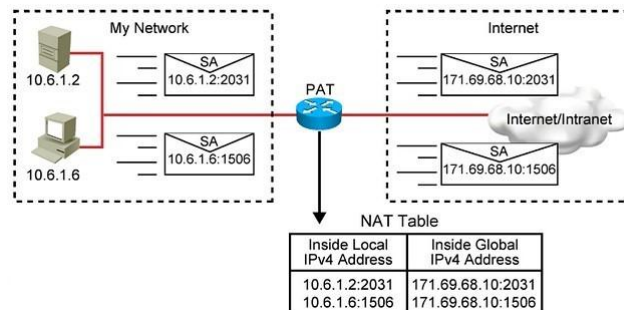 My Network
10.6.1.2
SA
10.6.1.2:2031
10.6.1.6
SA
10.6.1.6:1506
PAT
Internet
SA
171.69.68.10:2031
Internet/Intranet
SA
171.69.68.10:1506
NAT Table
Inside Local IPv4 Address
Inside Global IPv4 Address
10.6.1.2:2031
171.69.68.10:2031
10.6.1.6:1506
171.69.68.10:1506